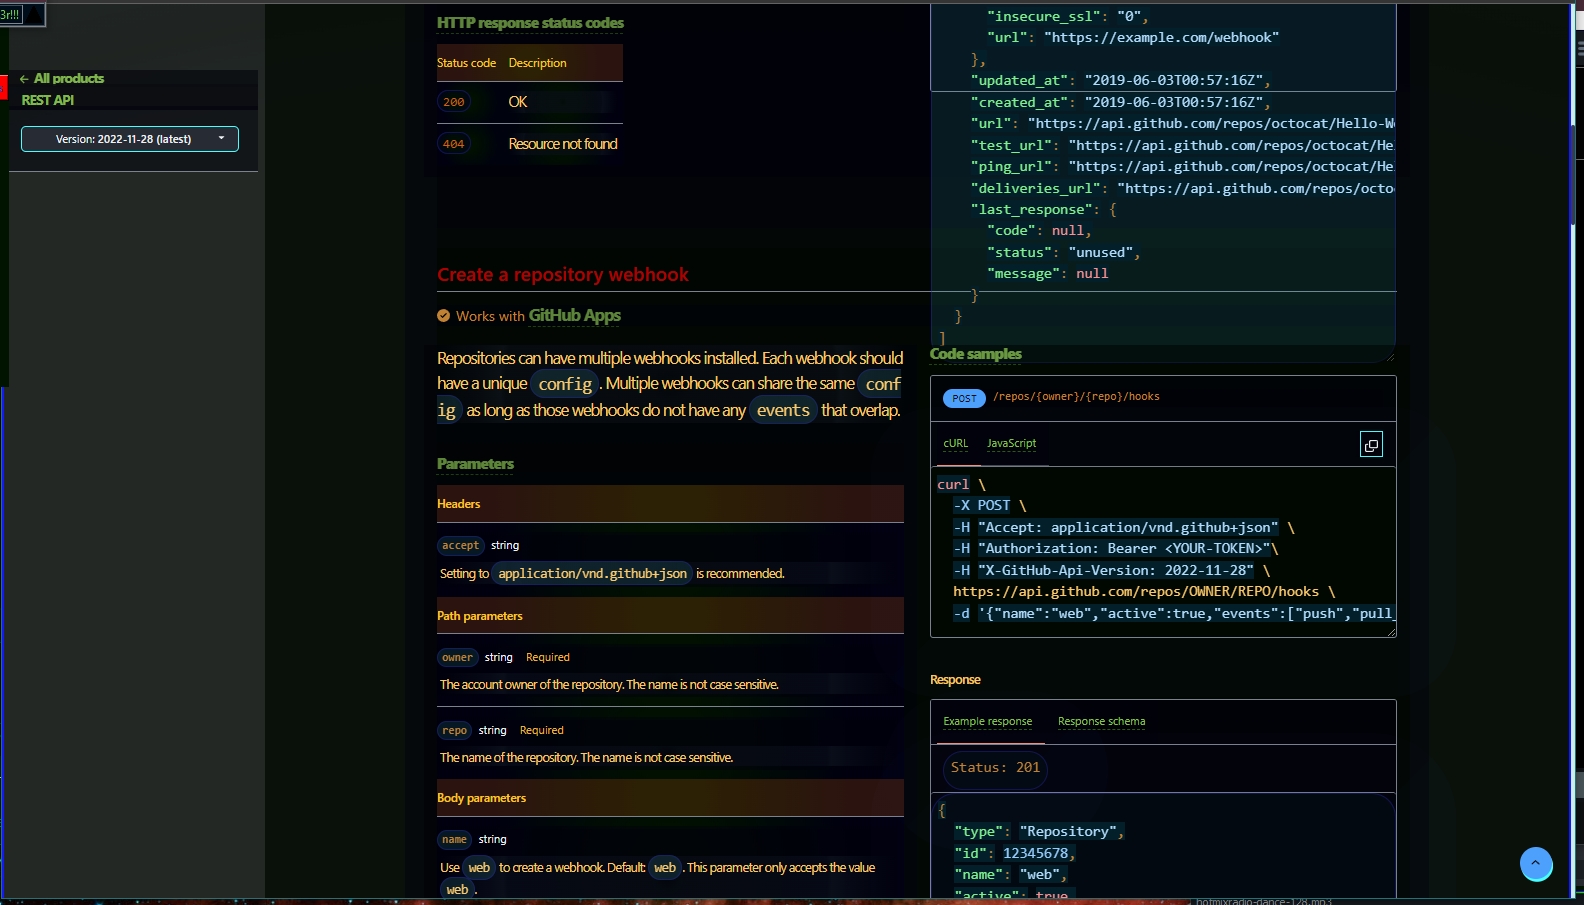 3r!!!
← All products
REST API
Version: 2022-11-28 (latest)
HTTP response status codes
Status code Description
200 OK
404 Resource not found
Create a repository webhook
Works with GitHub Apps
Repositories can have multiple webhooks installed. Each webhook should
have a unique config. Multiple webhooks can share the same conf
ig as long as those webhooks do not have any events that overlap.
Parameters
Headers
accept string
Setting to application/vnd.github+json is recommended.
Path parameters
owner string Required
The account owner of the repository. The name is not case sensitive.
repo string Required
The name of the repository. The name is not case sensitive.
Body parameters
name string
Use web to create a webhook. Default: web. This parameter only accepts the value
web.
"insecure_ssl": "0",
"url": "https://example.com/webhook"
},
"updated_at": "2019-06-03T00:57:16Z",
"created_at": "2019-06-03T00:57:16Z",
"url": "https://api.github.com/repos/octocat/Hello-W
"test_url": "https://api.github.com/repos/octocat/He
"ping_url": "https://api.github.com/repos/octocat/He
"deliveries_url": "https://api.github.com/repos/octo
"last_response": {
"code": null,
"status": "unused",
"message": null
}
}
]
Code samples
POST /repos/{owner}/{repo}/hooks
cURL JavaScript
curl \
-X POST \
-H "Accept: application/vnd.github+json" \
-H "Authorization: Bearer <YOUR-TOKEN>"\
-H "X-GitHub-Api-Version: 2022-11-28" \
https://api.github.com/repos/OWNER/REPO/hooks \
-d '{"name":"web","active":true,"events":["push","pull_
Response
Example response Response schema
Status: 201
{
"type": "Repository",
"id": 12345678,
"name": "web",
"active": true,
hotmixradio-dance-128.mp3